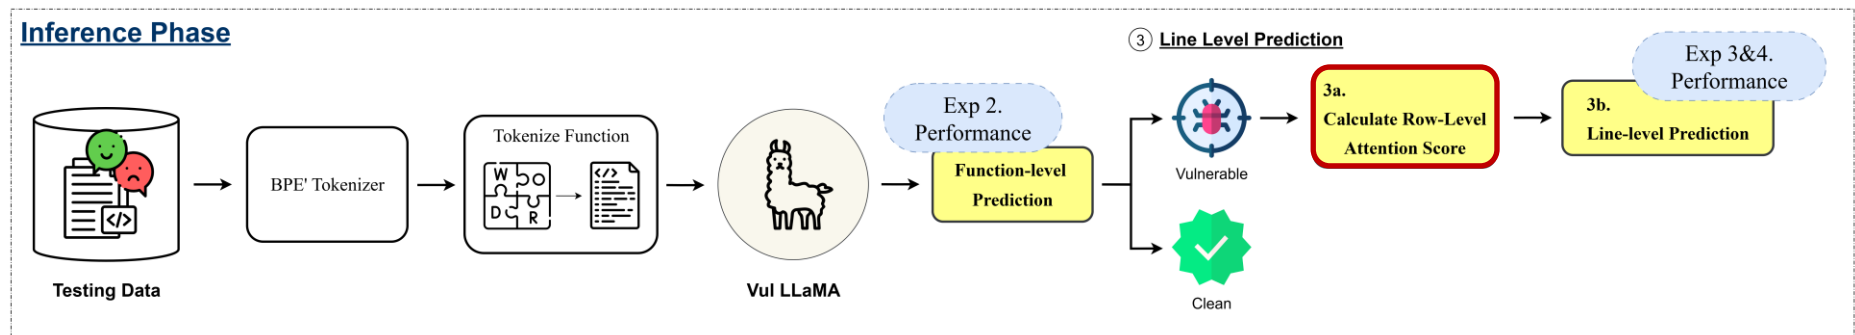 Inference Phase
Testing Data
BPE' Tokenizer
Tokenize Function
W
O
D
R
</>
</>
Vul LLaMA
Exp 2.
Performance
Function-level
Prediction
3 Line Level Prediction
Vulnerable
Clean
3a.
Calculate Row-Level
Attention Score
Exp 3&4.
Performance
3b.
Line-level Prediction